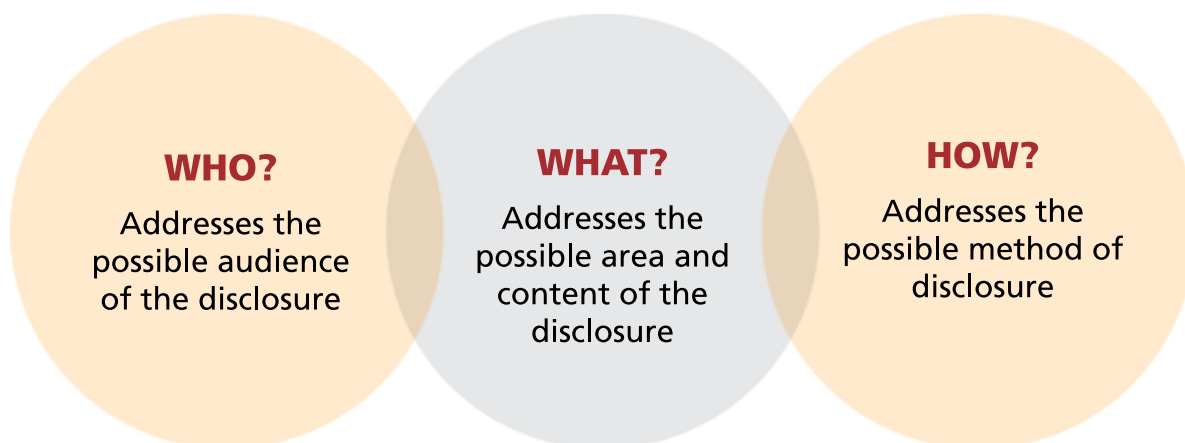 WHO?
Addresses the
possible audience
of the disclosure
WHAT?
Addresses the
possible area and
content of the
disclosure
HOW?
Addresses the
possible method of
disclosure